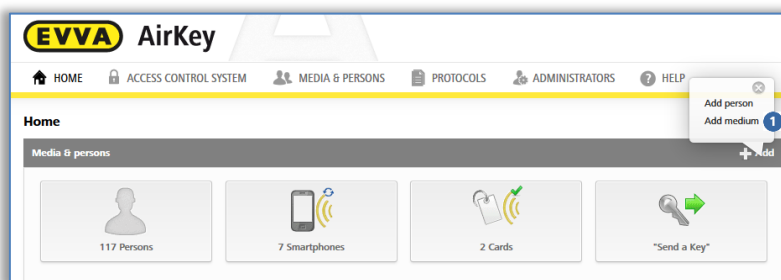 EVVA AirKey
HOME ACCESS CONTROL SYSTEM MEDIA & PERSONS PROTOCOLS ADMINISTRATORS ? HELP
Add person
Add medium 1
Home
Media & persons Add
117 Persons 7 Smartphones 2 Cards "Send a Key"